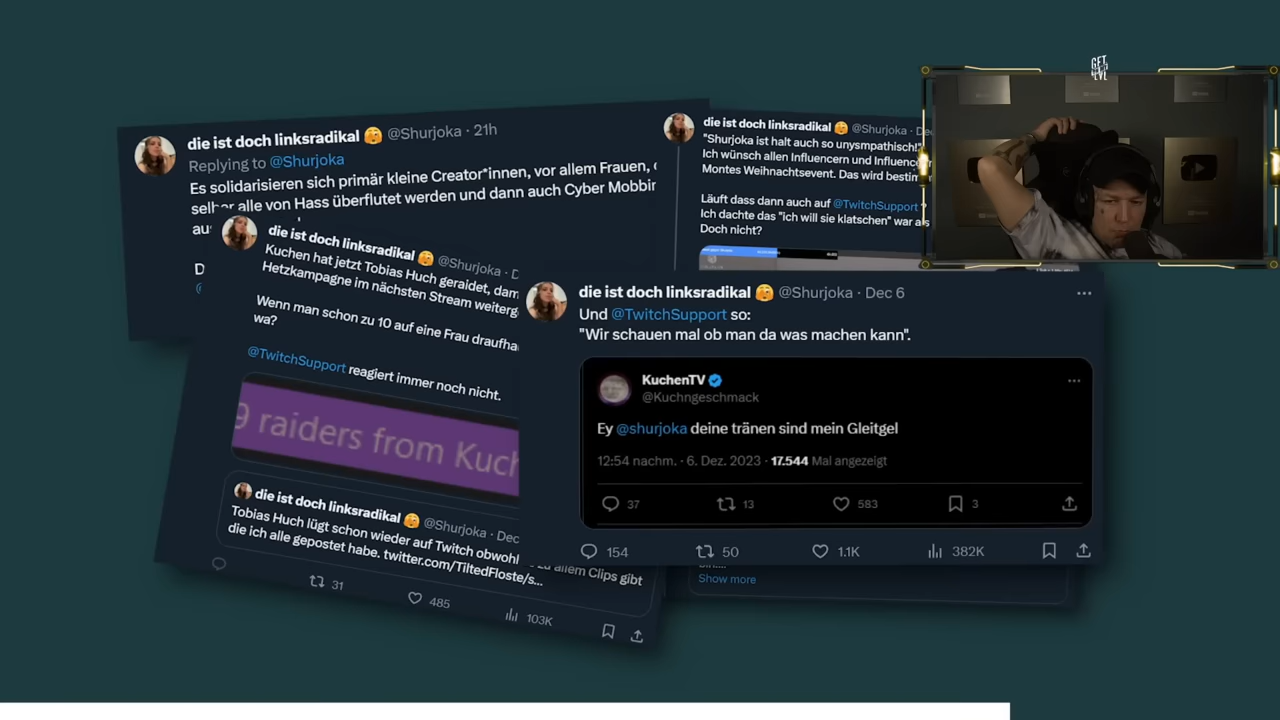 die ist doch linksradikal 🫣 @Shurjoka · 21h
Replying to @Shurjoka
Es solidarisieren sich primär kleine Creator*innen, vor allem Frauen,
selber alle von Hass überflutet werden und dann auch Cyber
die ist doch linksradikal 🫣 @Shurjoka
"Shurjoka ist halt auch so unysmpathisch!"
Ich wünsch allen Influencern und
Montes Weihnachtsevent. Das wird
Läuft dass dann auch auf @TwitchSupport ?
Ich dachte das "ich will sie klatschen" war
Doch nicht?
die ist doch linksradikal 🫣 @Shurjoka
Kuchen hat jetzt Tobias Huch geraidet,
Hetzkampagne im nächsten Stream
Wenn man schon zu 10 auf eine Frau
wa?
@TwitchSupport reagiert immer noch nicht.
9 raiders from
die ist doch linksradikal 🫣 @Shurjoka · Dec
Tobias Huch lügt schon wieder auf Twitch obwohl zu allem Clips gibt
die ich alle gepostet habe. twitter.com/TiltedFloste/s...
31 485 103K
die ist doch linksradikal 🫣 @Shurjoka · Dec 6
Und @TwitchSupport so:
"Wir schauen mal ob man da was machen kann".
KuchenTV
@Kuchngeschmack
Ey @shurjoka deine tränen sind mein Gleitgel
12:54 nachm. · 6. Dez. 2023 · 17.544 Mal angezeigt
37 13 583 3
154 50 1.1K 382K
Show more